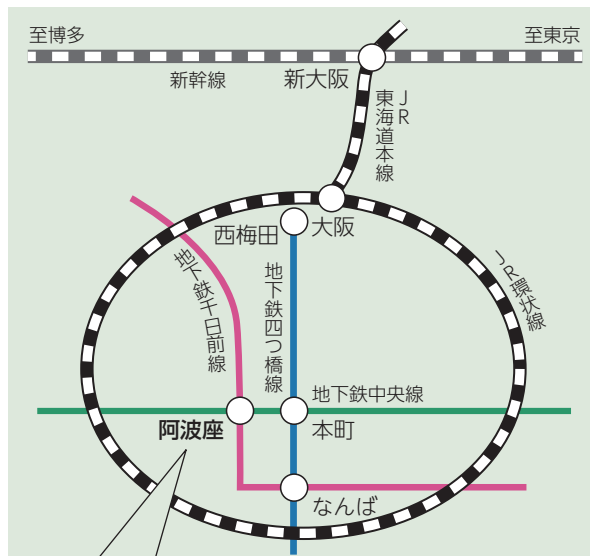 至博多
至東京
新幹線
新大阪
JR
東海道本線
西梅田
大阪
地下鉄千日前線
地下鉄四つ橋線
JR環状線
地下鉄中央線
阿波座
本町
なんば